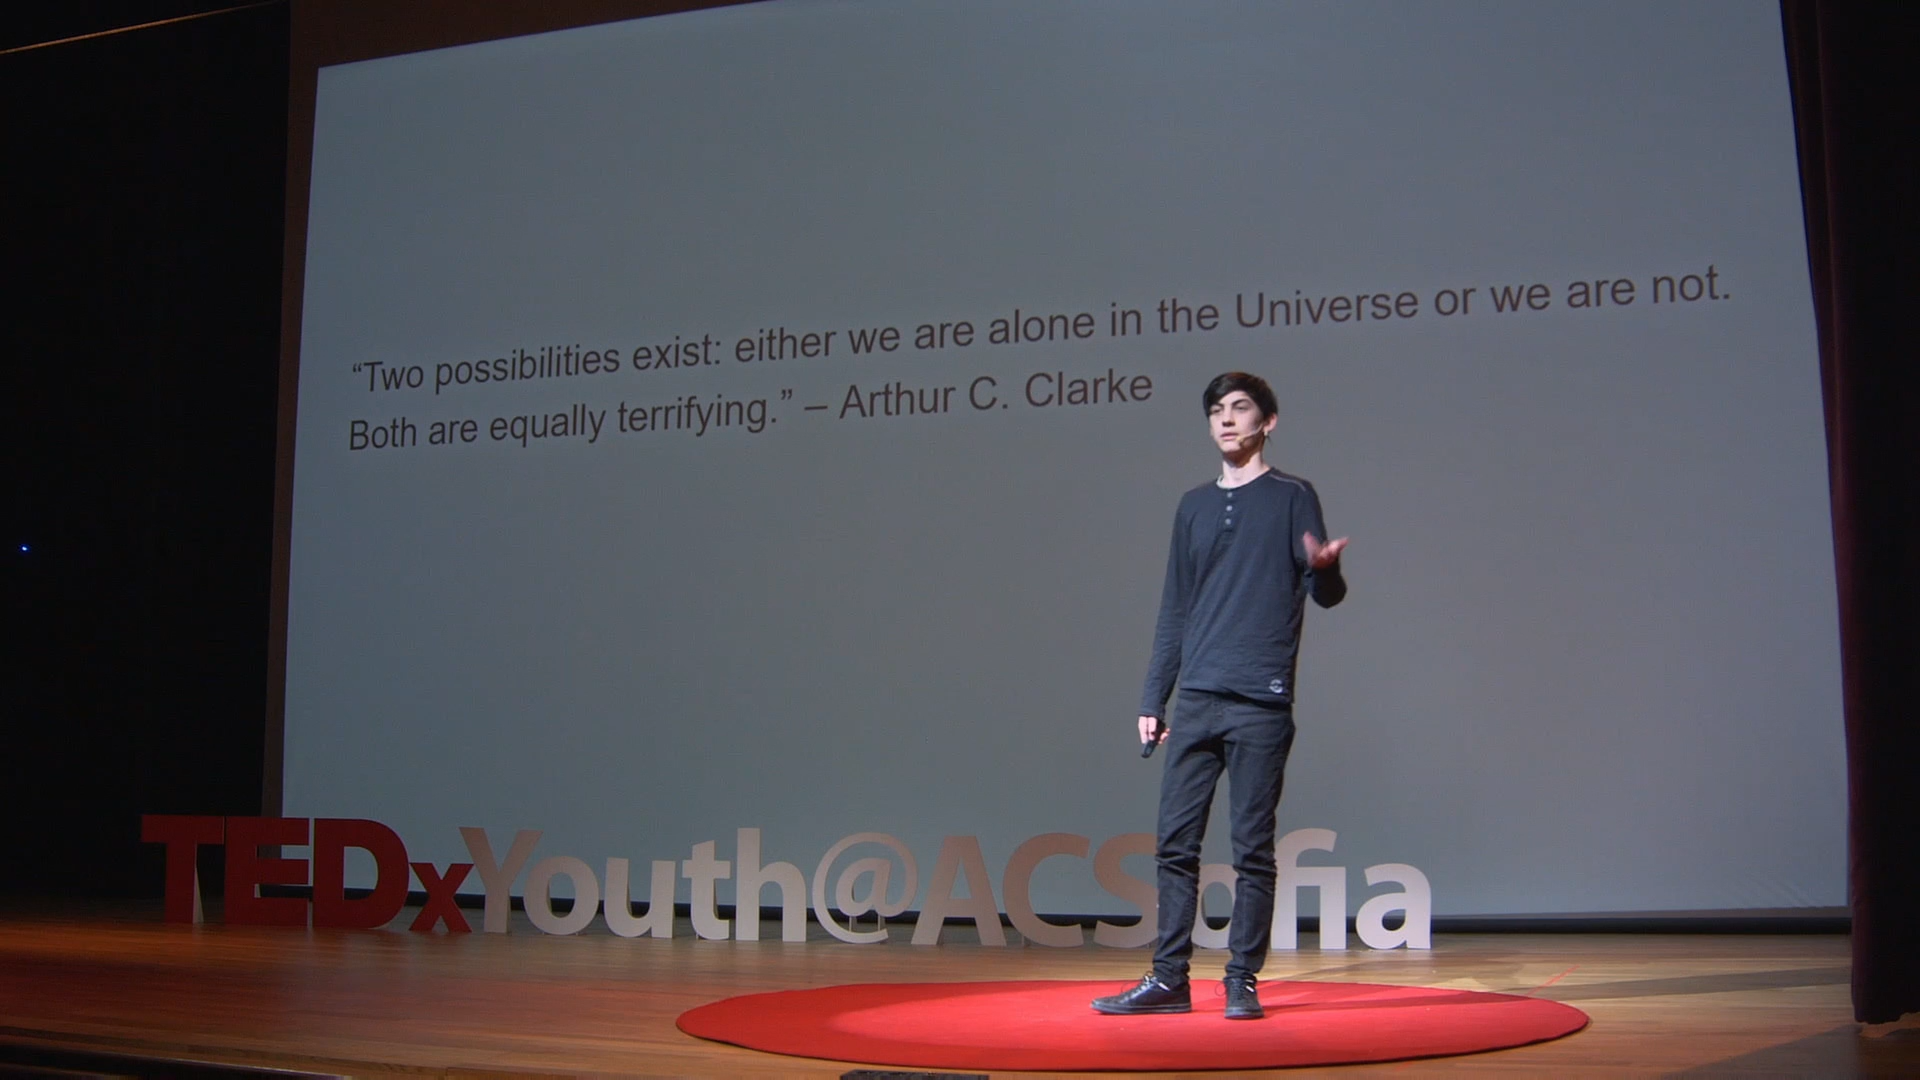 “Two possibilities exist: either we are alone in the Universe or we are not.
Both are equally terrifying.” – Arthur C. Clarke
TEDxYouth@ACSofia